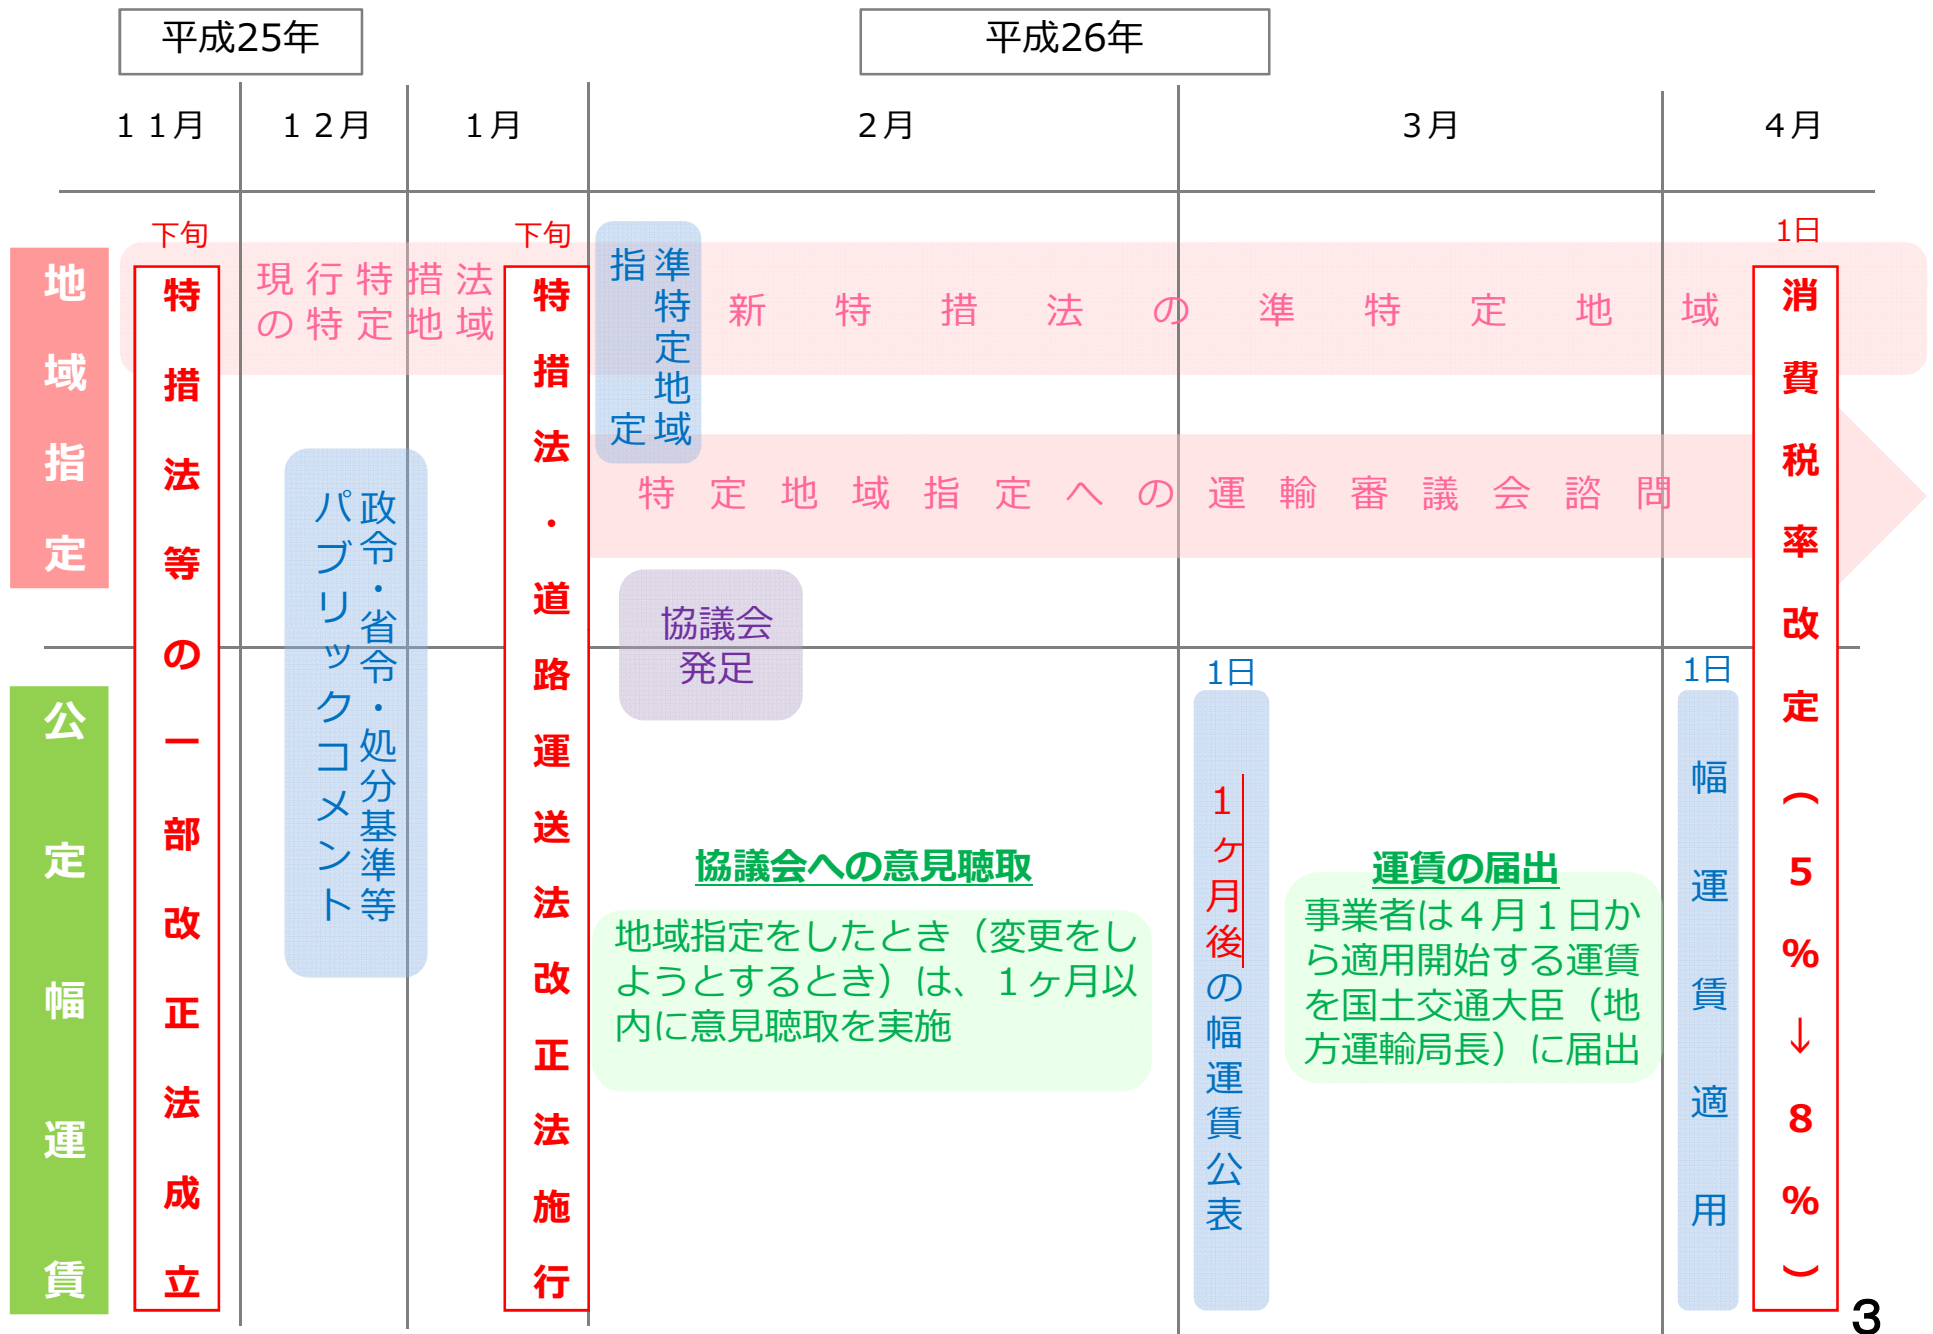 平成25年
平成26年
１１月
１２月
１月
２月
３月
４月
地域指定
下旬
特措法等の一部改正法成立
現行特措法
の特定地域
下旬
特措法・道路運送法改正法施行
準特定地域
指定
新特措法の準特定地域
1日
消費税率改定（5%→8%）
特定地域指定への運輸審議会諮問
政令・省令・処分基準等
パブリックコメント
協議会
発足
公定幅運賃
協議会への意見聴取
地域指定をしたとき（変更をし
ようとするとき）は、１ヶ月以
内に意見聴取を実施
1日
１ヶ月後の幅運賃公表
運賃の届出
事業者は４月１日か
ら適用開始する運賃
を国土交通大臣（地
方運輸局長）に届出
1日
幅運賃適用
3